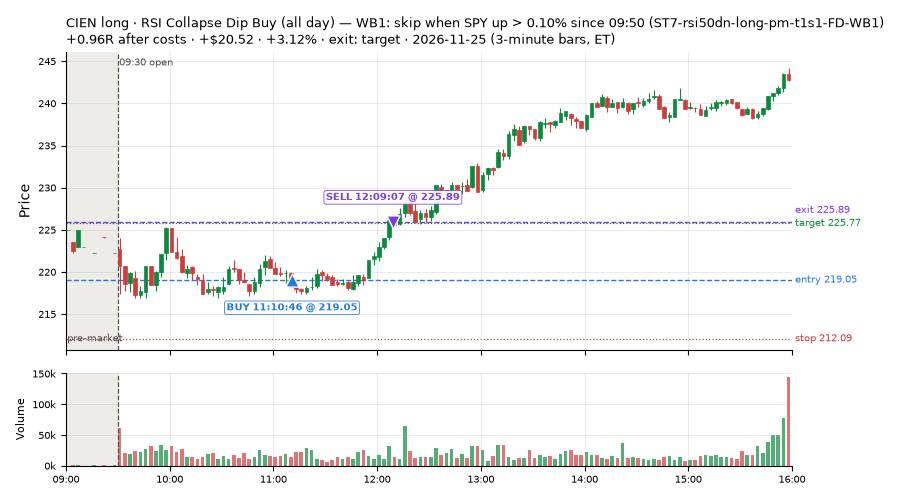 CIEN long · RSI Collapse Dip Buy (all day) — WB1: skip when SPY up > 0.10% since 09:50 (ST7-rsi50dn-long-pm-t1s1-FD-WB1)
+0.96R after costs · +$20.52 · +3.12% · exit: target · 2026-11-25 (3-minute bars, ET)
245
09:30 open
240
235
230
SELL 12:09:07 @ 225.89
exit 225.89
225
target 225.77
220
entry 219.05
BUY 11:10:46 @ 219.05
215
pre-market
stop 212.09
Price
150k
100k
50k
0k
Volume
09:00
10:00
11:00
12:00
13:00
14:00
15:00
16:00